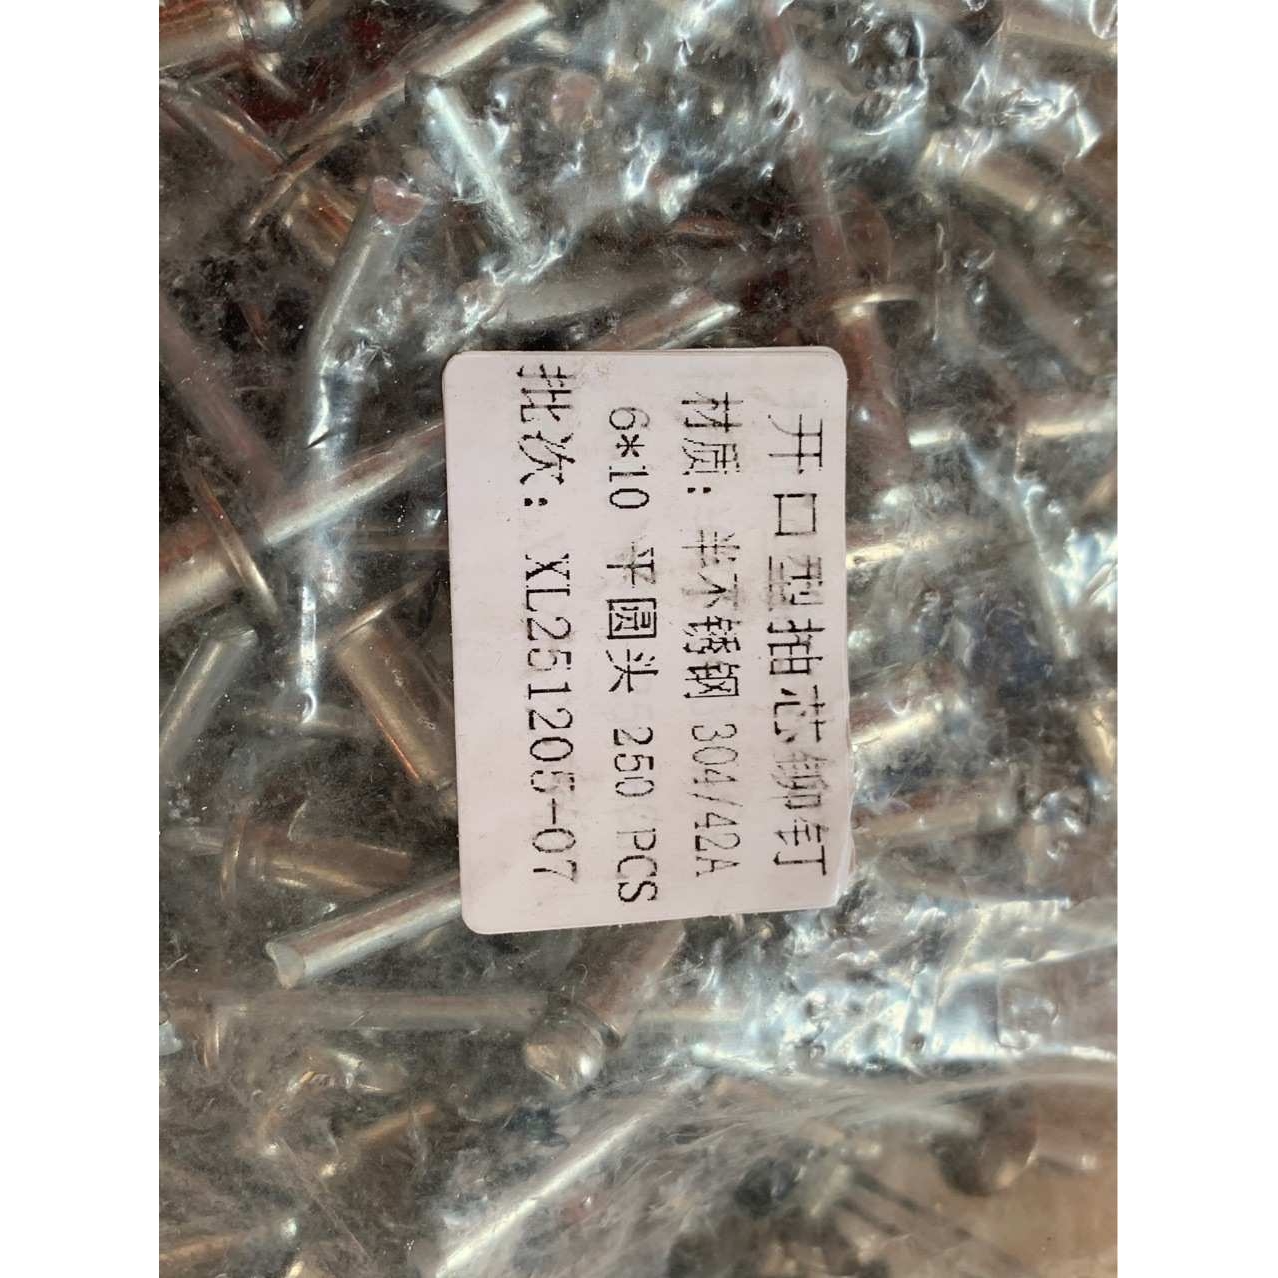 开口型抽芯铆钉
材质：半不锈钢 304/42A
6*10 平圆头 250 PCS
批次：XL251205-07